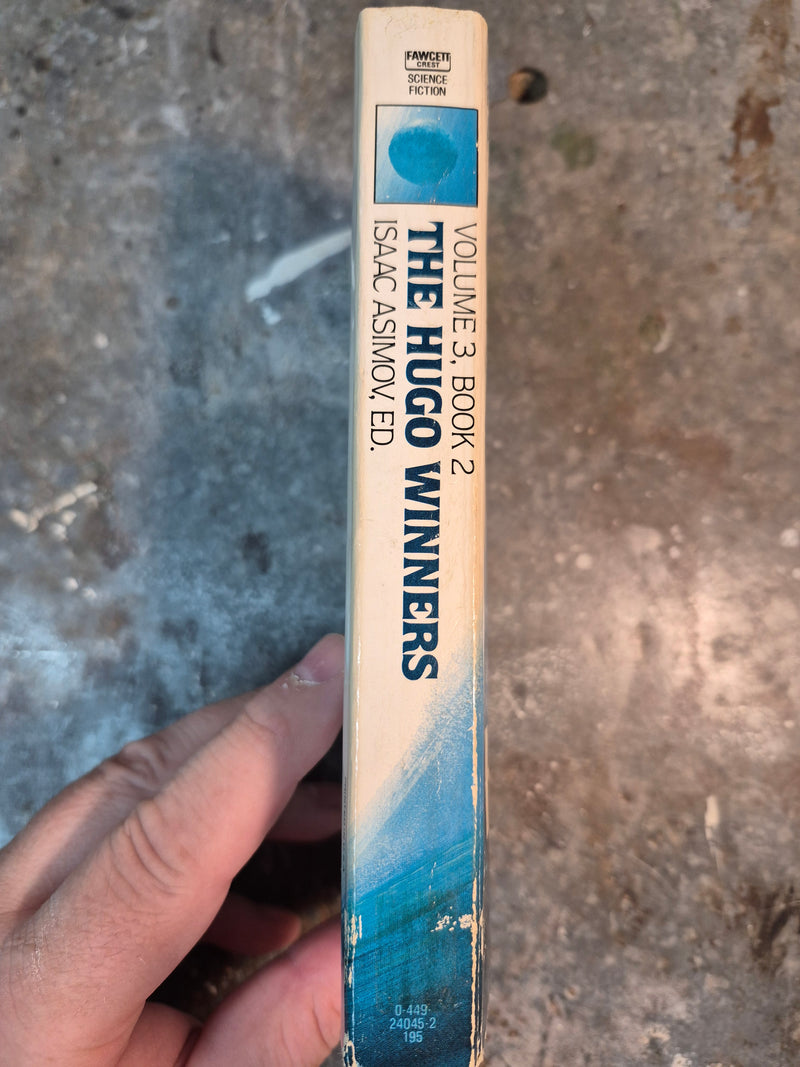 FAWCETT
CREST
SCIENCE
FICTION
VOLUME 3, BOOK 2
THE HUGO WINNERS
ISAAC ASIMOV, ED.
0-449-
24045-2
195